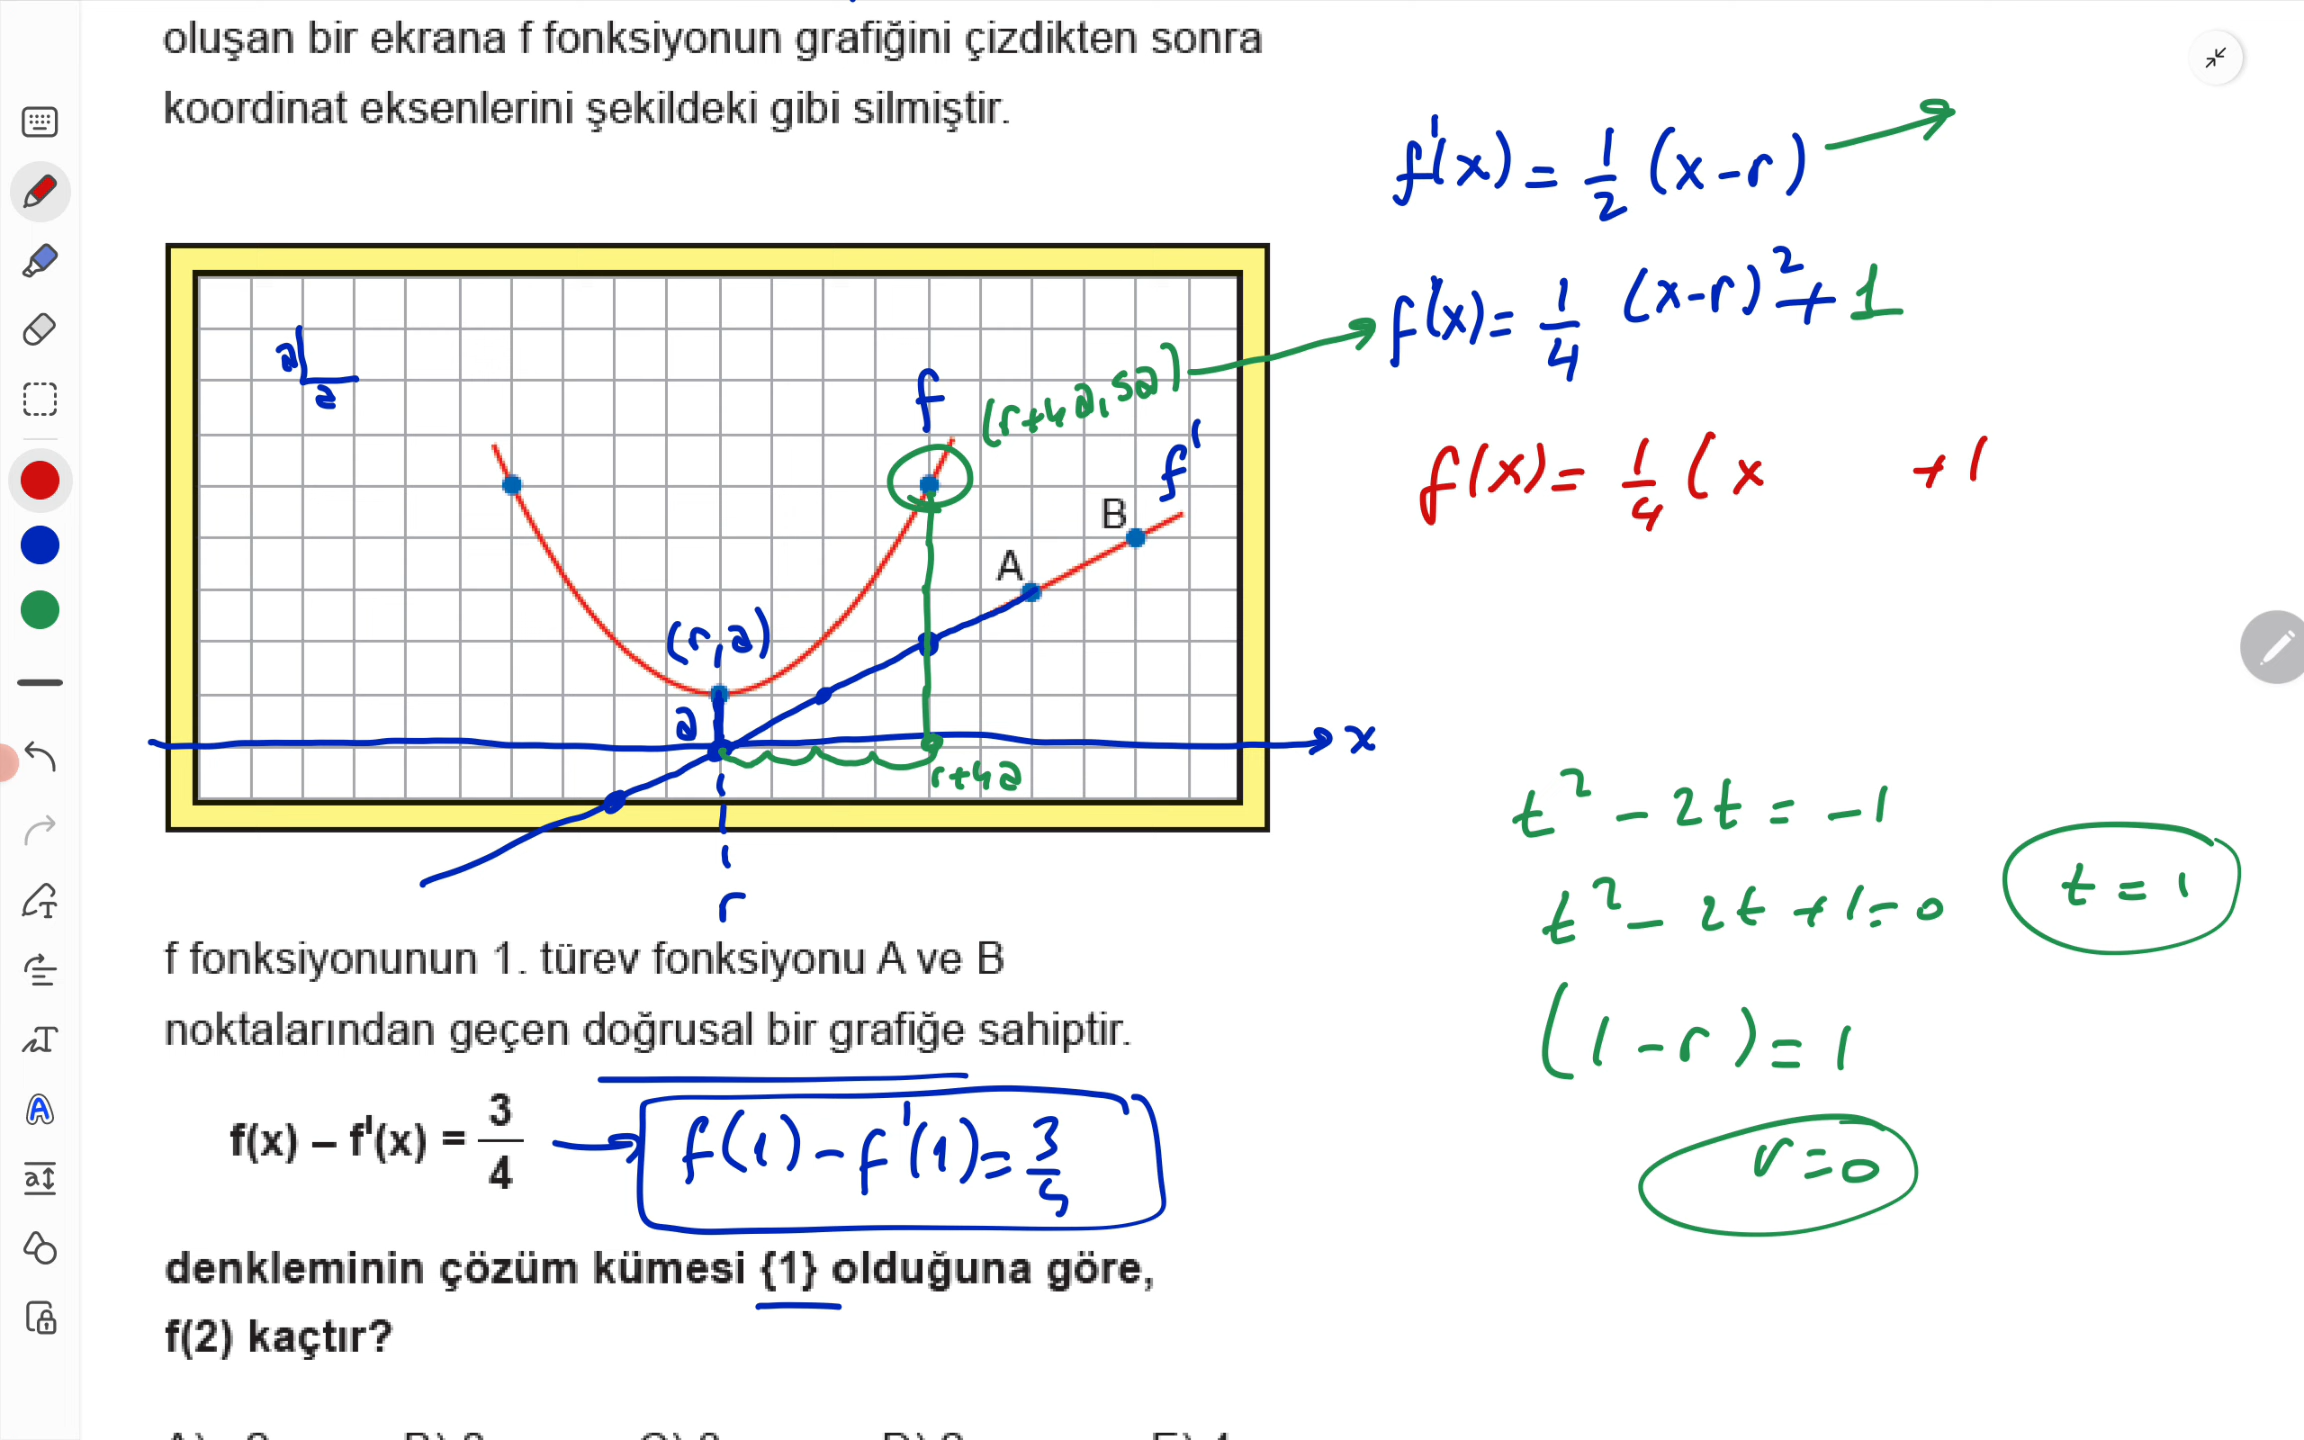 oluşan bir ekrana f fonksiyonun grafiğini çizdikten sonra
koordinat eksenlerini şekildeki gibi silmiştir.
f'(x) = 1/2 (x-r)
f'(x) = 1/4 (x-r)² + 1
f(x) = 1/4 (x +1
a
a
f
(r+4a, 5a)
f'
B
A
(r, a)
a
x
r+4a
r
t² - 2t = -1
t² - 2t + 1 = 0
t = 1
(1-r) = 1
r = 0
f fonksiyonunun 1. türev fonksiyonu A ve B
noktalarından geçen doğrusal bir grafiğe sahiptir.
f(x) – f'(x) = 3/4
f(1) - f'(1) = 3/4
denkleminin çözüm kümesi {1} olduğuna göre,
f(2) kaçtır?